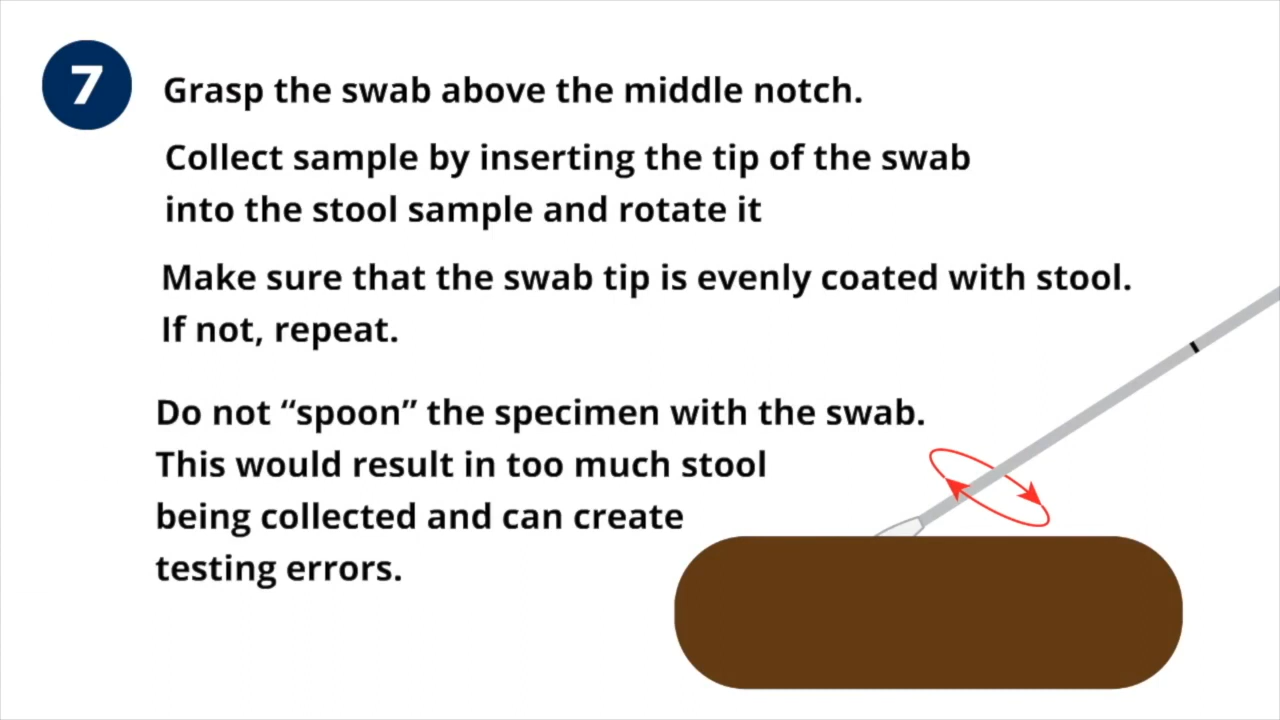 7
Grasp the swab above the middle notch.
Collect sample by inserting the tip of the swab
into the stool sample and rotate it
Make sure that the swab tip is evenly coated with stool.
If not, repeat.
Do not “spoon” the specimen with the swab.
This would result in too much stool
being collected and can create
testing errors.